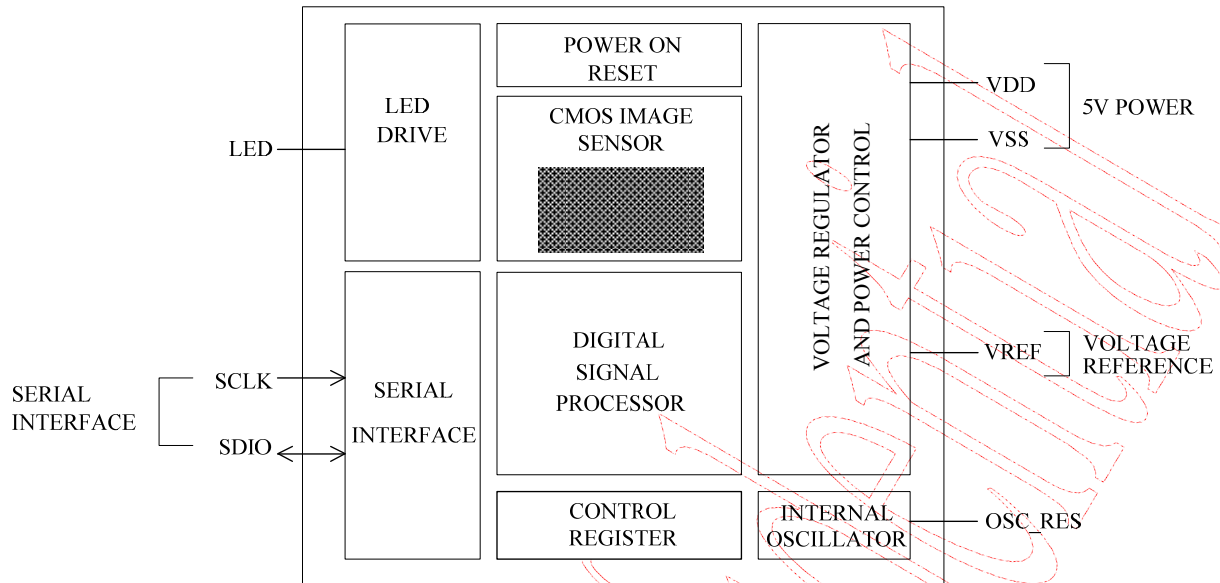 POWER ON
RESET
LED
DRIVE
CMOS IMAGE
SENSOR
LED
VOLTAGE REGULATOR
AND POWER CONTROL
VDD
VSS
5V POWER
SERIAL
INTERFACE
SCLK
SDIO
SERIAL
INTERFACE
DIGITAL
SIGNAL
PROCESSOR
VREF
VOLTAGE
REFERENCE
CONTROL
REGISTER
INTERNAL
OSCILLATOR
OSC_RES